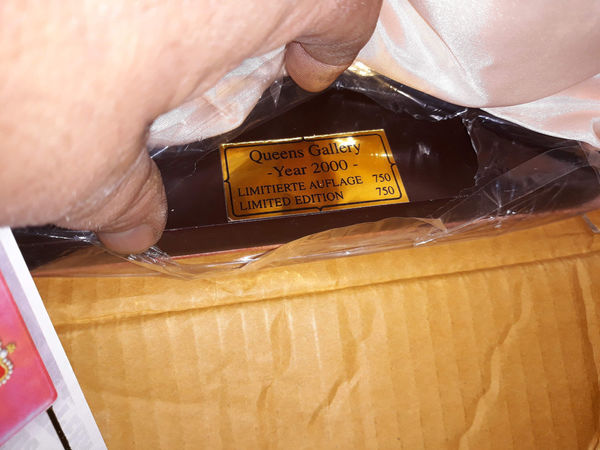 Queens Gallery
-Year 2000 -
LIMITIERTE AUFLAGE 750
LIMITED EDITION 750